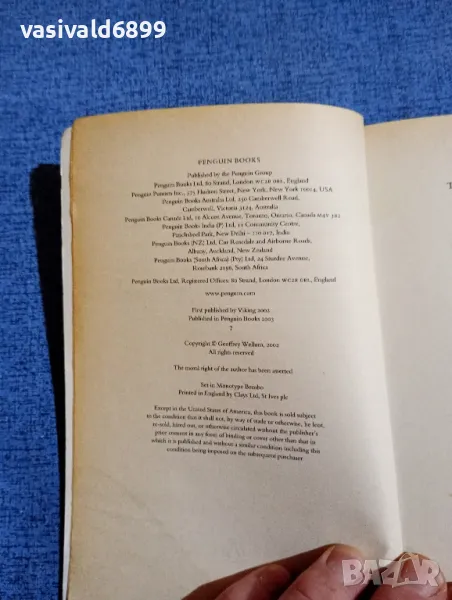 vasivald6899
PENGUIN BOOKS
Published by the Penguin Group
Penguin Books Ltd, 80 Strand, London WC2R 0RL, England
Penguin Putnam Inc., 375 Hudson Street, New York, New York 10014, USA
Penguin Books Australia Ltd, 250 Camberwell Road,
Camberwell, Victoria 3124, Australia
Penguin Books Canada Ltd, 10 Alcorn Avenue, Toronto, Ontario, Canada M4V 3B2
Penguin Books India (P) Ltd, 11 Community Centre,
Panchsheel Park, New Delhi – 110 017, India
Penguin Books (NZ) Ltd, Cnr Rosedale and Airborne Roads,
Albany, Auckland, New Zealand
Penguin Books (South Africa) (Pty) Ltd, 24 Sturdee Avenue,
Rosebank 2196, South Africa
Penguin Books Ltd, Registered Offices: 80 Strand, London WC2R 0RL, England
www.penguin.com
First published by Viking 2002
Published in Penguin Books 2003
7
Copyright © Geoffrey Wellum, 2002
All rights reserved
The moral right of the author has been asserted
Set in Monotype Bembo
Printed in England by Clays Ltd, St Ives plc
Except in the United States of America, this book is sold subject
to the condition that it shall not, by way of trade or otherwise, be lent,
re-sold, hired out, or otherwise circulated without the publisher's
prior consent in any form of binding or cover other than that in
which it is published and without a similar condition including this
condition being imposed on the subsequent purchaser
T
BAZAR